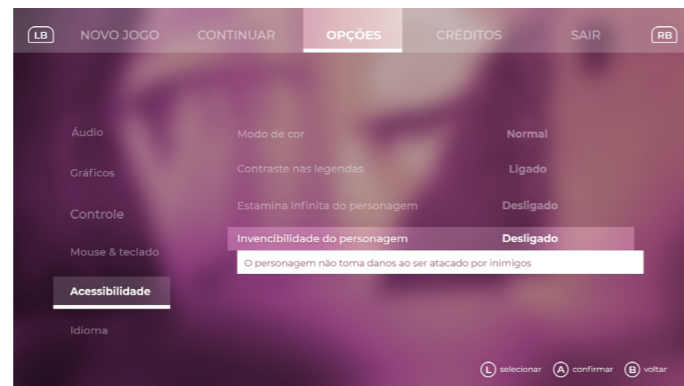 LB NOVO JOGO CONTINUAR OPÇÕES CRÉDITOS SAIR RB
Áudio
Gráficos
Controle
Mouse & teclado
Acessibilidade
Idioma
Modo de cor Normal
Contraste nas legendas Ligado
Estamina infinita do personagem Desligado
Invencibilidade do personagem Desligado
O personagem não toma danos ao ser atacado por inimigos
L selecionar A confirmar B voltar